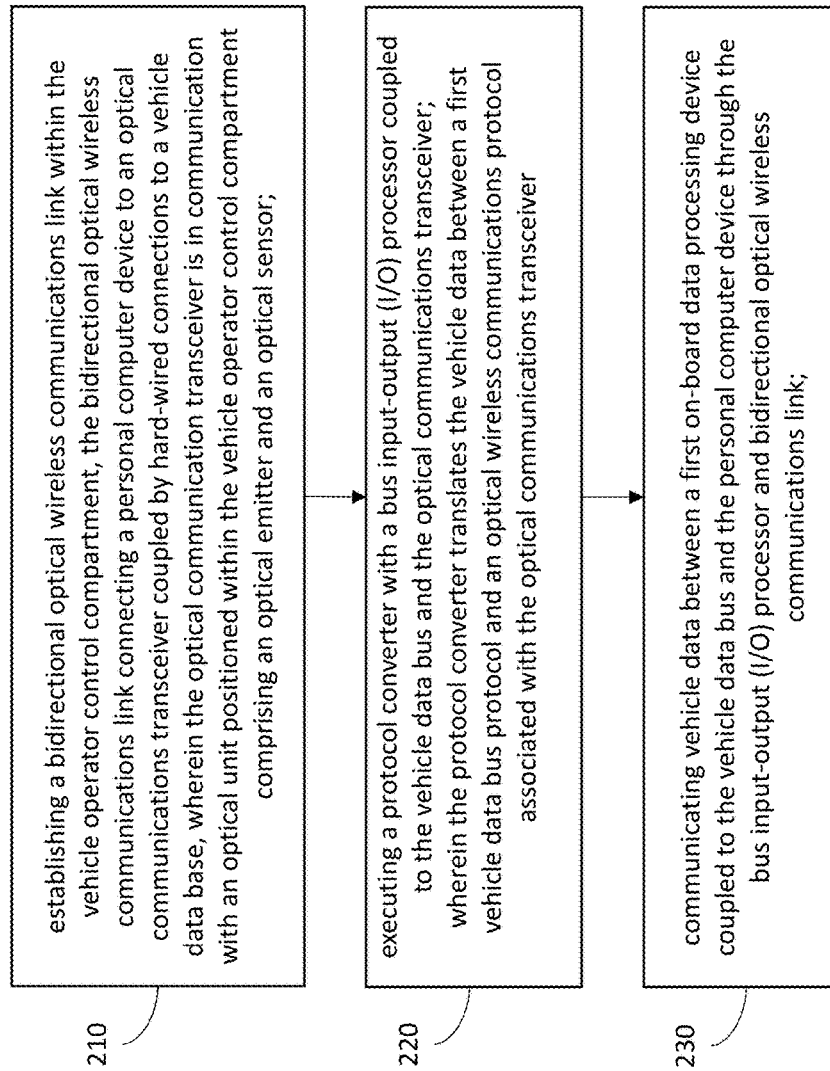 210
establishing a bidirectional optical wireless communications link within the
vehicle operator control compartment, the bidirectional optical wireless
communications link connecting a personal computer device to an optical
communications transceiver coupled by hard-wired connections to a vehicle
data base, wherein the optical communication transceiver is in communication
with an optical unit positioned within the vehicle operator control compartment
comprising an optical emitter and an optical sensor;
220
executing a protocol converter with a bus input-output (I/O) processor coupled
to the vehicle data bus and the optical communications transceiver;
wherein the protocol converter translates the vehicle data between a first
vehicle data bus protocol and an optical wireless communications protocol
associated with the optical communications transceiver
230
communicating vehicle data between a first on-board data processing device
coupled to the vehicle data bus and the personal computer device through the
bus input-output (I/O) processor and bidirectional optical wireless
communications link;